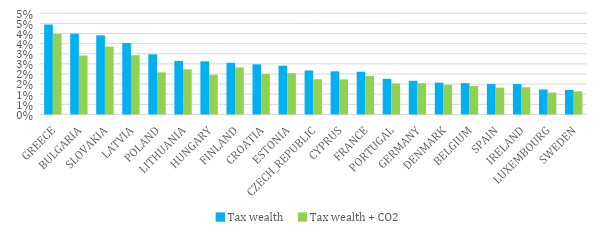 5%
5%
4%
4%
3%
3%
2%
2%
1%
1%
0%
GREECE
BULGARIA
SLOVAKIA
LATVIA
POLAND
LITHUANIA
HUNGARY
FINLAND
CROATIA
ESTONIA
CZECH_REPUBLIC
CYPRUS
FRANCE
PORTUGAL
GERMANY
DENMARK
BELGIUM
SPAIN
IRELAND
LUXEMBOURG
SWEDEN
Tax wealth
Tax wealth + CO2